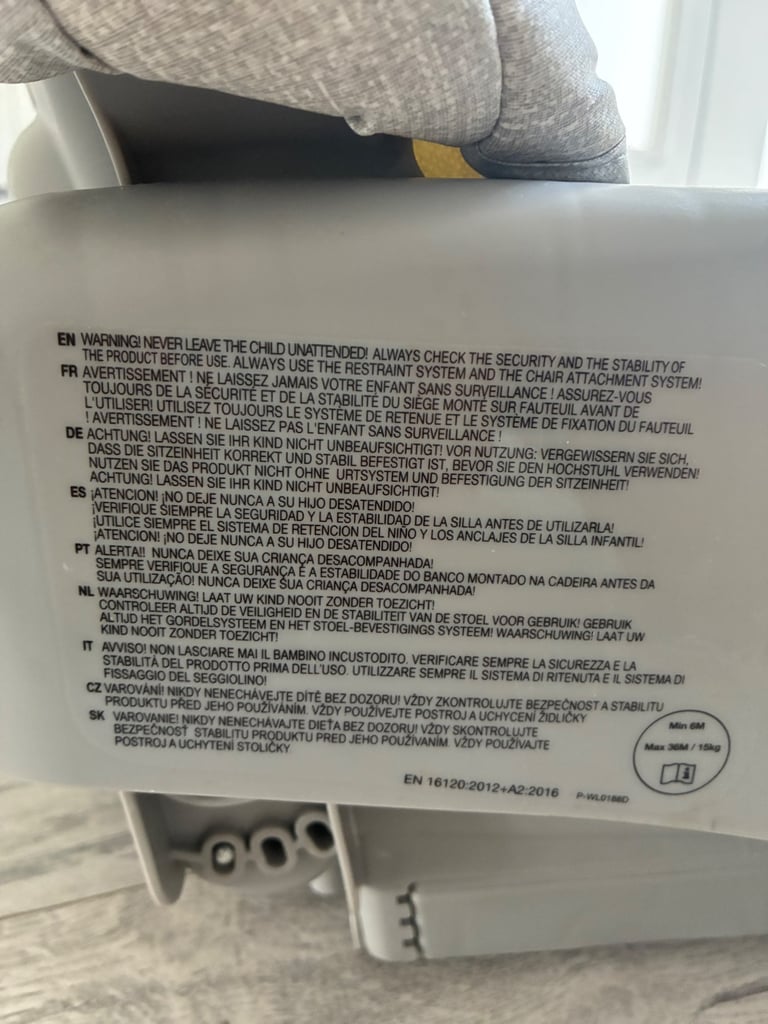 EN WARNING! NEVER LEAVE THE CHILD UNATTENDED! ALWAYS CHECK THE SECURITY AND THE STABILITY OF
THE PRODUCT BEFORE USE. ALWAYS USE THE RESTRAINT SYSTEM AND THE CHAIR ATTACHMENT SYSTEM!
FR AVERTISSEMENT ! NE LAISSEZ JAMAIS VOTRE ENFANT SANS SURVEILLANCE ! ASSUREZ-VOUS
TOUJOURS DE LA SÉCURITÉ ET DE LA STABILITÉ DU SIÈGE MONTÉ SUR FAUTEUIL AVANT DE
L'UTILISER! UTILISEZ TOUJOURS LE SYSTÈME DE RETENUE ET LE SYSTÈME DE FIXATION DU FAUTEUIL
! AVERTISSEMENT ! NE LAISSEZ PAS L'ENFANT SANS SURVEILLANCE !
DE ACHTUNG! LASSEN SIE IHR KIND NICHT UNBEAUFSICHTIGT! VOR NUTZUNG: VERGEWISSERN SIE SICH,
DASS DIE SITZEINHEIT KORREKT UND STABIL BEFESTIGT IST, BEVOR SIE DEN HOCHSTUHL VERWENDEN!
NUTZEN SIE DAS PRODUKT NICHT OHNE URTSYSTEM UND BEFESTIGUNG DER SITZEINHEIT!
ACHTUNG! LASSEN SIE IHR KIND NICHT UNBEAUFSICHTIGT!
ES ¡ATENCION! ¡NO DEJE NUNCA A SU HIJO DESATENDIDO!
¡VERIFIQUE SIEMPRE LA SEGURIDAD Y LA ESTABILIDAD DE LA SILLA ANTES DE UTILIZARLA!
¡UTILICE SIEMPRE EL SISTEMA DE RETENCION DEL NIÑO Y LOS ANCLAJES DE LA SILLA INFANTIL!
¡ATENCION! ¡NO DEJE NUNCA A SU HIJO DESATENDIDO!
PT ALERTA!! NUNCA DEIXE SUA CRIANÇA DESACOMPANHADA!
SEMPRE VERIFIQUE A SEGURANÇA E A ESTABILIDADE DO BANCO MONTADO NA CADEIRA ANTES DA
SUA UTILIZAÇÃO! NUNCA DEIXE SUA CRIANÇA DESACOMPANHADA!
NL WAARSCHUWING! LAAT UW KIND NOOIT ZONDER TOEZICHT!
CONTROLEER ALTIJD DE VEILIGHEID EN DE STABILITEIT VAN DE STOEL VOOR GEBRUIK! GEBRUIK
ALTIJD HET GORDELSYSTEEM EN HET STOEL-BEVESTIGINGS SYSTEEM! WAARSCHUWING! LAAT UW
KIND NOOIT ZONDER TOEZICHT!
IT AVVISO! NON LASCIARE MAI IL BAMBINO INCUSTODITO. VERIFICARE SEMPRE LA SICUREZZA E LA
STABILITÀ DEL PRODOTTO PRIMA DELL'USO. UTILIZZARE SEMPRE IL SISTEMA DI RITENUTA E IL SISTEMA DI
FISSAGGIO DEL SEGGIOLINO!
CZ VAROVÁNÍ! NIKDY NENECHÁVEJTE DÍTĚ BEZ DOZORU! VŽDY ZKONTROLUJTE BEZPEČNOST A STABILITU
PRODUKTU PŘED JEHO POUŽÍVÁNÍM. VŽDY POUŽÍVEJTE POSTROJ A UCHYCENÍ ŽIDLIČKY
SK VAROVANIE! NIKDY NENECHÁVAJTE DIEŤA BEZ DOZORU! VŽDY SKONTROLUJTE
BEZPEČNOSŤ STABILITU PRODUKTU PRED JEHO POUŽÍVANÍM. VŽDY POUŽÍVAJTE
POSTROJ A UCHYTENÍ STOLIČKY
Min 6M
Max 36M / 15kg
EN 16120:2012+A2:2016 P-WL0186D